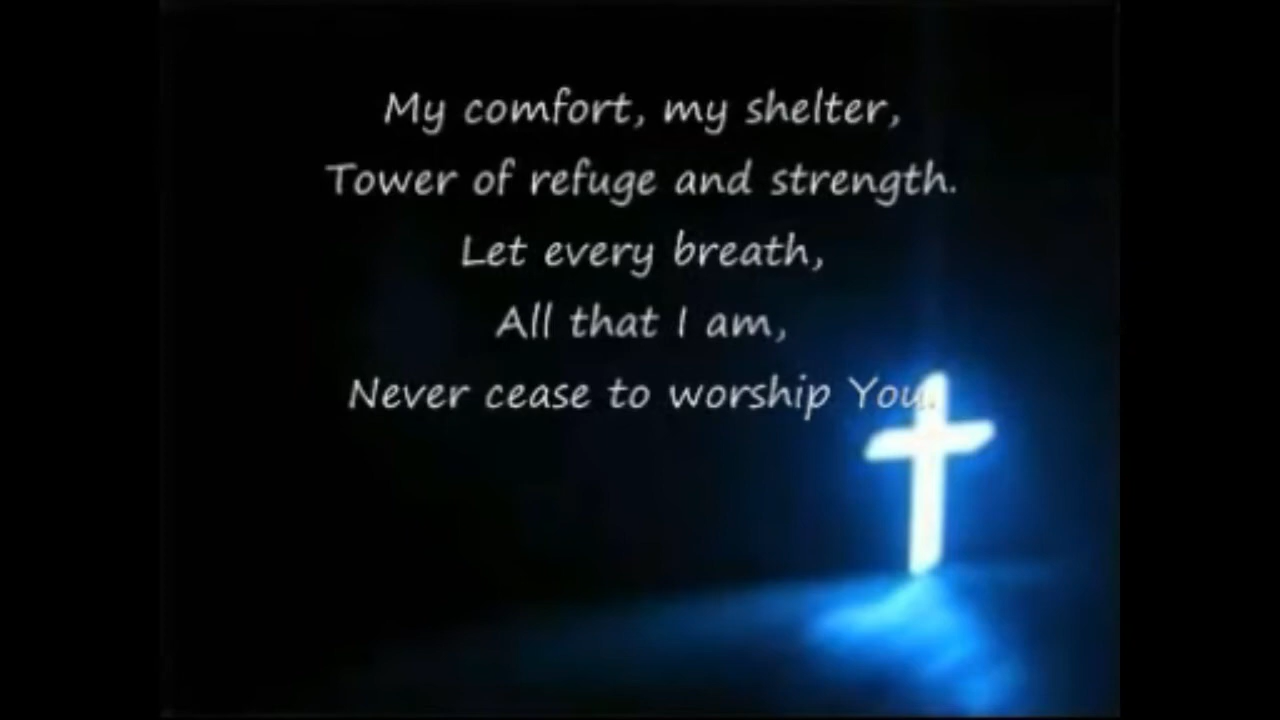 My comfort, my shelter,
Tower of refuge and strength.
Let every breath,
All that I am,
Never cease to worship You.